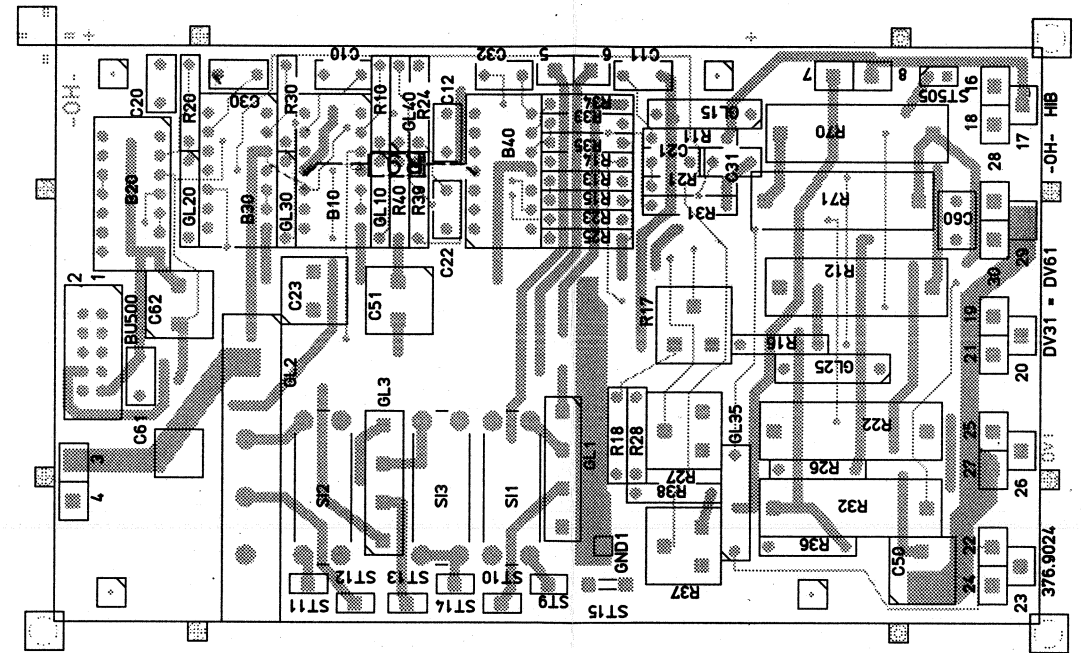 -OH-
C20
R20
C30
R30
C10
R10
GL40
R24
C12
C32
5
6
C11
7
8
ST505
16
18
17
28
-OH- HIB
B20
GL20
B30
GL30
B10
GL10
R40
R39
C22
B40
R34
R33
R35
R14
R13
R15
R23
R25
GL15
R11
C21
R21
C31
R31
R70
R71
C60
29
30
2
1
BU500
C62
C61
C23
C51
R17
R12
R16
GL25
19
21
20
DV31 = DV61
GL2
GL3
GL1
3
4
SI2
SI3
SI1
R18
R28
R27
R38
GL35
R22
R26
R32
R36
R37
C50
25
27
26
22
24
23
376.9024
GND1
ST11
ST12
ST13
ST14
ST10
ST9
ST15